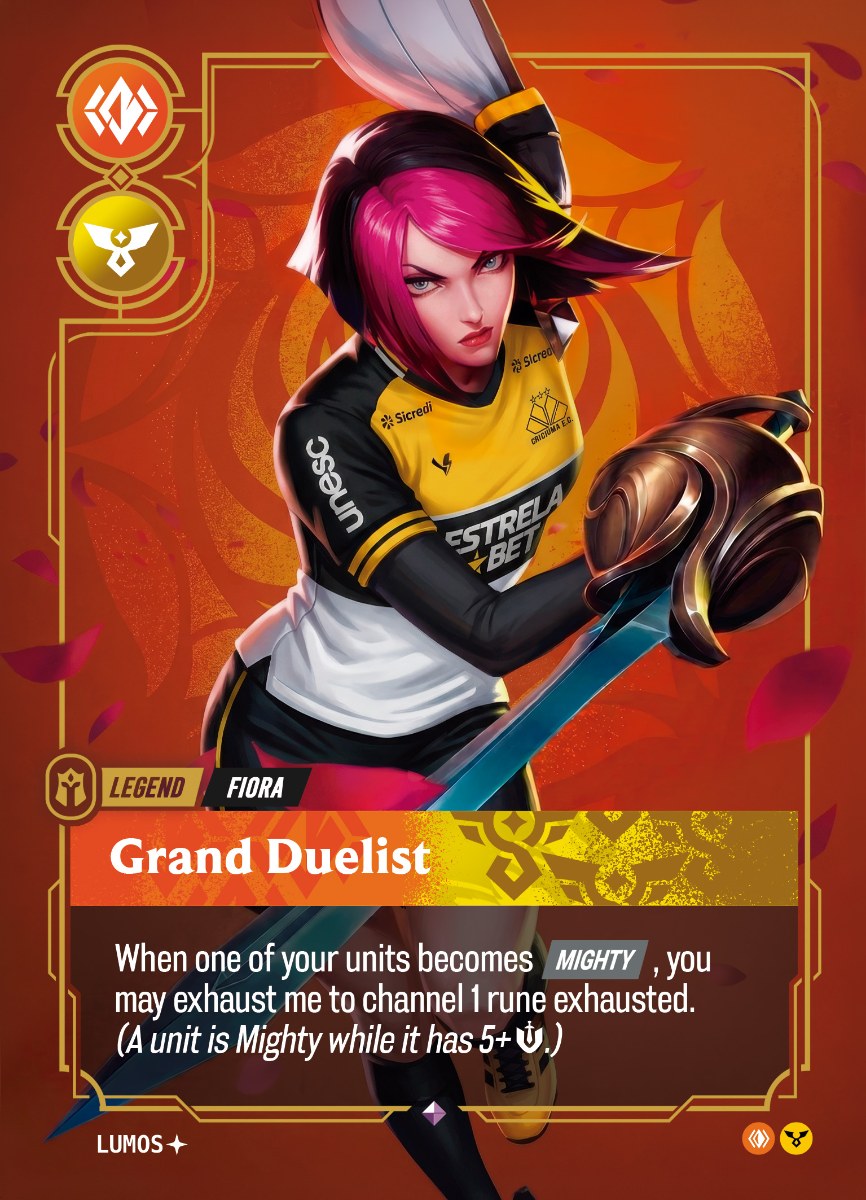 Sicredi
Sicredi
CRICIÚMA E.C.
unesc
ESTRELA
BET
LEGEND FIORA
Grand Duelist
When one of your units becomes MIGHTY , you
may exhaust me to channel 1 rune exhausted.
(A unit is Mighty while it has 5+ .)
LUMOS